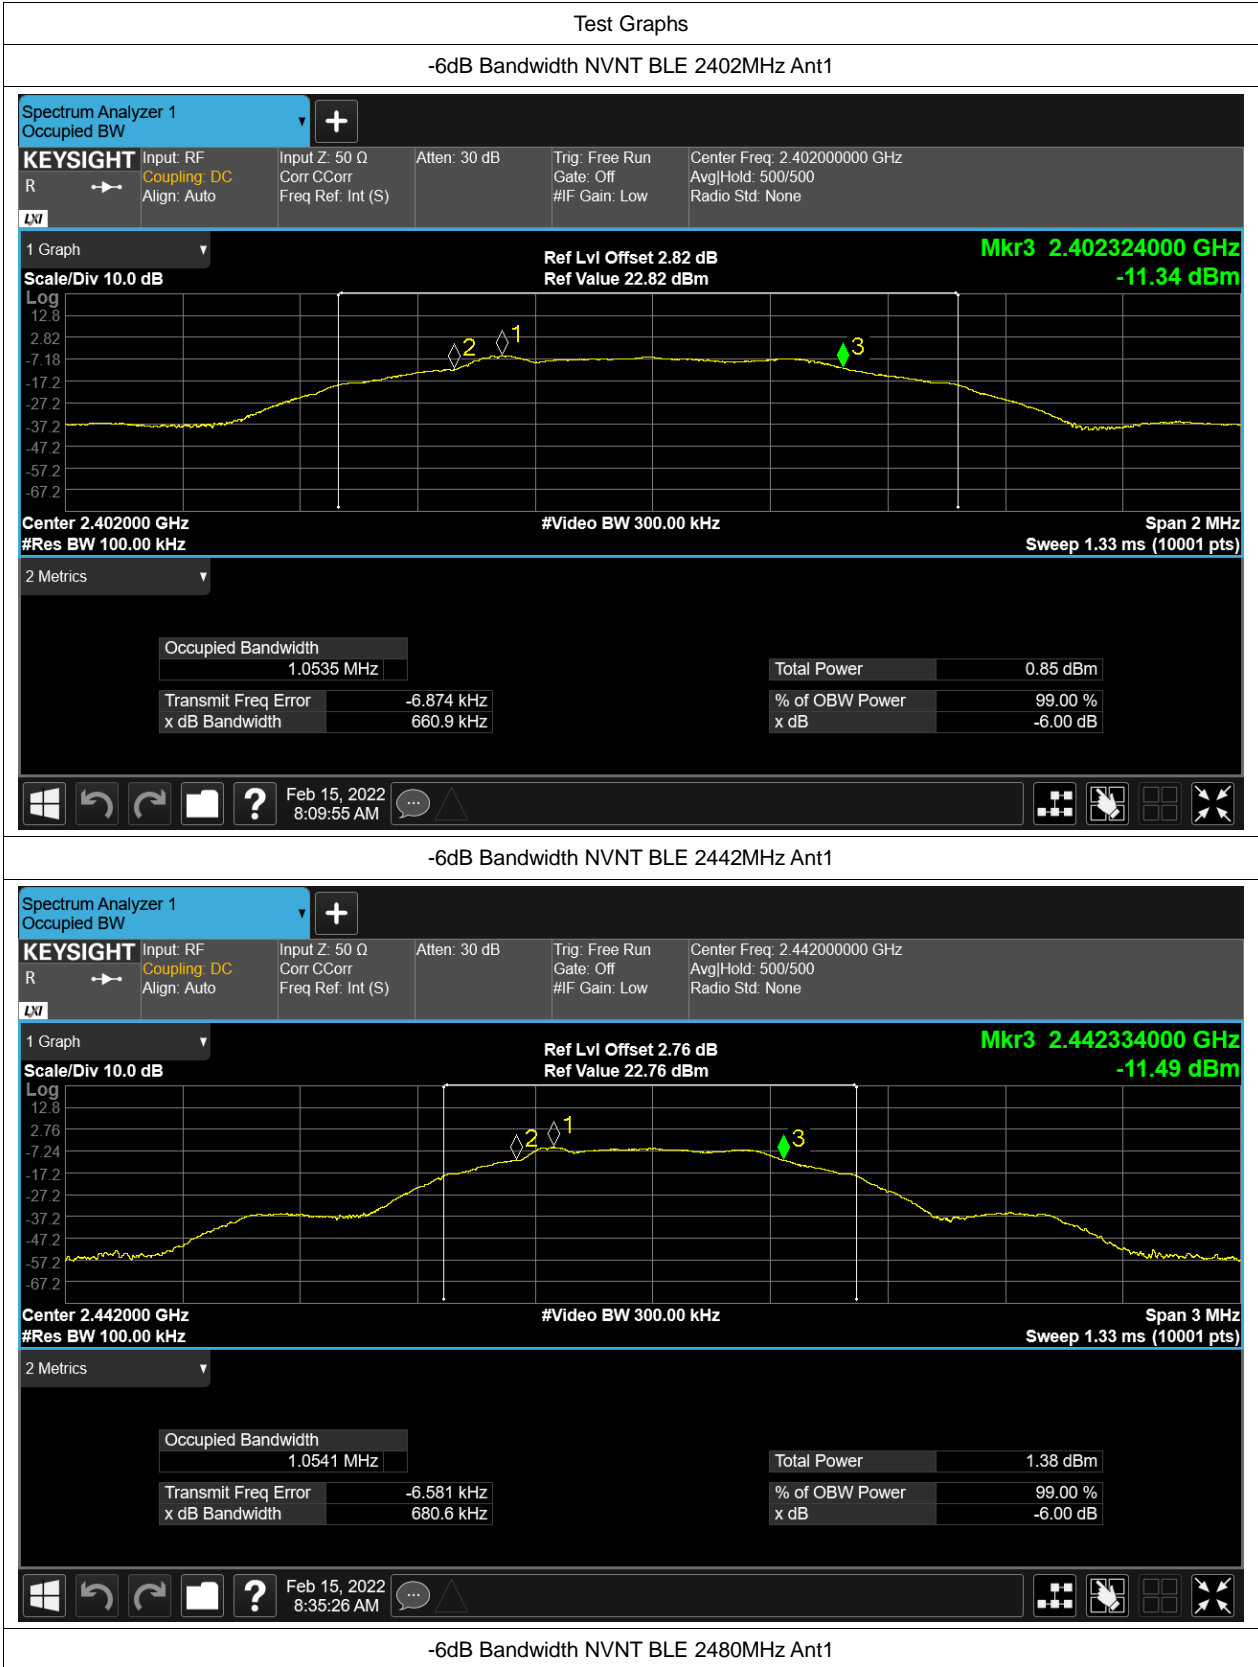 Test Graphs
-6dB Bandwidth NVNT BLE 2402MHz Ant1
Spectrum Analyzer 1
Occupied BW
KEYSIGHT Input: RF Input Z: 50 Ω Atten: 30 dB Trig: Free Run Center Freq: 2.402000000 GHz
R Coupling: DC Corr CCorr Gate: Off Avg|Hold: 500/500
Align: Auto Freq Ref: Int (S) #IF Gain: Low Radio Std: None
LXI
1 Graph Ref Lvl Offset 2.82 dB Mkr3 2.402324000 GHz
Scale/Div 10.0 dB Ref Value 22.82 dBm -11.34 dBm
Log
12.8
2.82
-7.18
-17.2
-27.2
-37.2
-47.2
-57.2
-67.2
2 1 3
Center 2.402000 GHz #Video BW 300.00 kHz Span 2 MHz
#Res BW 100.00 kHz Sweep 1.33 ms (10001 pts)
2 Metrics
Occupied Bandwidth
1.0535 MHz Total Power 0.85 dBm
Transmit Freq Error -6.874 kHz % of OBW Power 99.00 %
x dB Bandwidth 660.9 kHz x dB -6.00 dB
? Feb 15, 2022
8:09:55 AM
-6dB Bandwidth NVNT BLE 2442MHz Ant1
Spectrum Analyzer 1
Occupied BW
KEYSIGHT Input: RF Input Z: 50 Ω Atten: 30 dB Trig: Free Run Center Freq: 2.442000000 GHz
R Coupling: DC Corr CCorr Gate: Off Avg|Hold: 500/500
Align: Auto Freq Ref: Int (S) #IF Gain: Low Radio Std: None
LXI
1 Graph Ref Lvl Offset 2.76 dB Mkr3 2.442334000 GHz
Scale/Div 10.0 dB Ref Value 22.76 dBm -11.49 dBm
Log
12.8
2.76
-7.24
-17.2
-27.2
-37.2
-47.2
-57.2
-67.2
2 1 3
Center 2.442000 GHz #Video BW 300.00 kHz Span 3 MHz
#Res BW 100.00 kHz Sweep 1.33 ms (10001 pts)
2 Metrics
Occupied Bandwidth
1.0541 MHz Total Power 1.38 dBm
Transmit Freq Error -6.581 kHz % of OBW Power 99.00 %
x dB Bandwidth 680.6 kHz x dB -6.00 dB
? Feb 15, 2022
8:35:26 AM
-6dB Bandwidth NVNT BLE 2480MHz Ant1